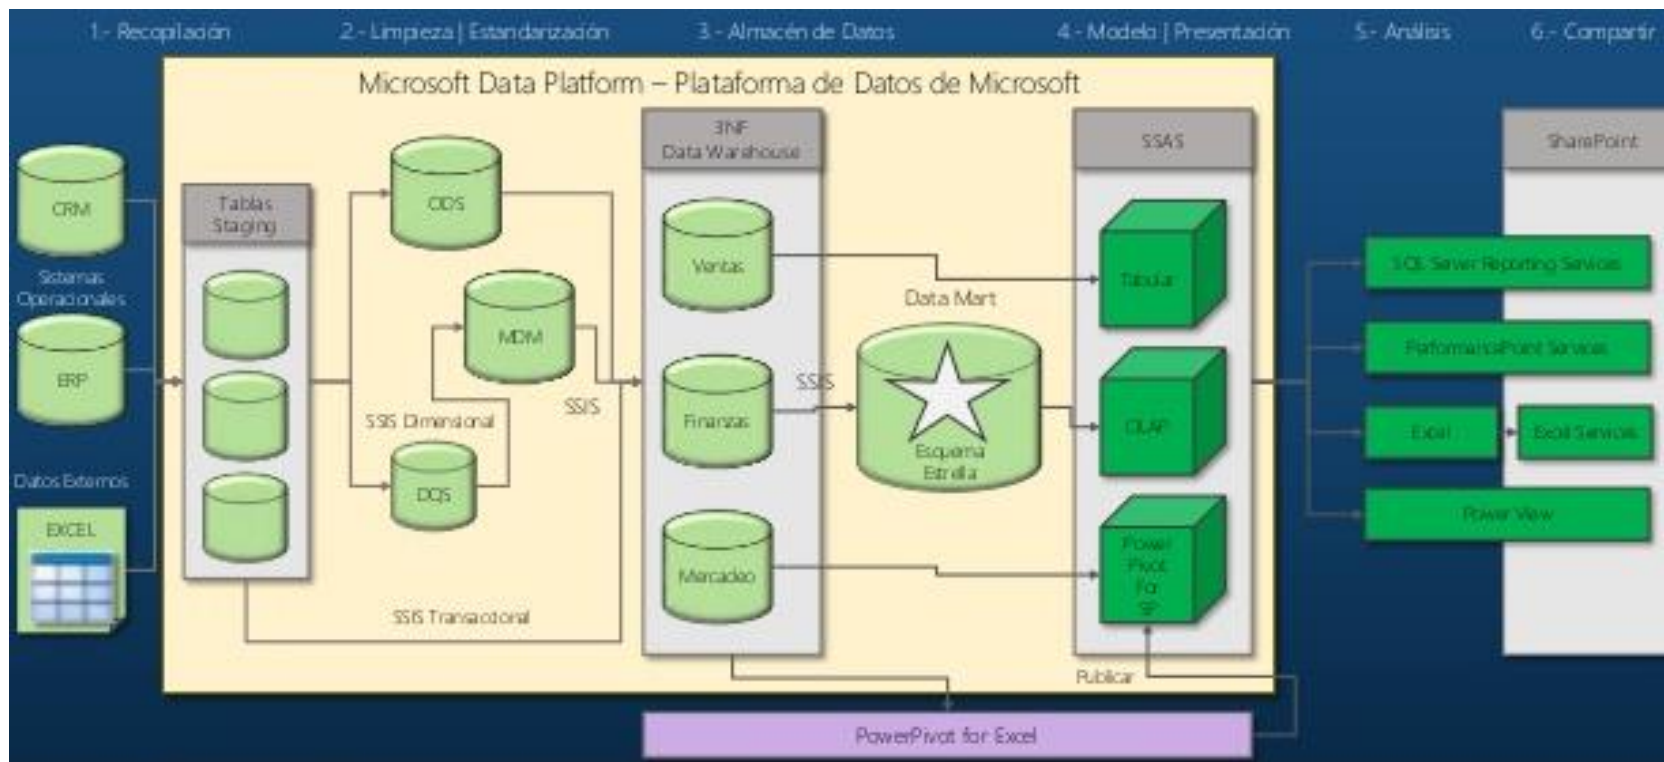 1.- Recopilación
2.- Limpieza | Estandarización
3.- Almacén de Datos
4.- Modelo | Presentación
5.- Análisis
6.- Compartir
Microsoft Data Platform – Plataforma de Datos de Microsoft
CRM
Sistemas
Operacionales
ERP
Datos Externos
EXCEL
Tablas
Staging
ODS
MDM
SSIS Dimensional
DQS
SSIS
SSIS Transactional
3NF
Data Warehouse
Ventas
Finanzas
Mercadeo
Data Mart
SSIS
Esquema
Estrella
SSAS
Tabular
OLAP
Power
Pivot
For
SP
Publicar
PowerPivot for Excel
SharePoint
SQL Server Reporting Services
PerformancePoint Services
Excel
Excel Services
Power View